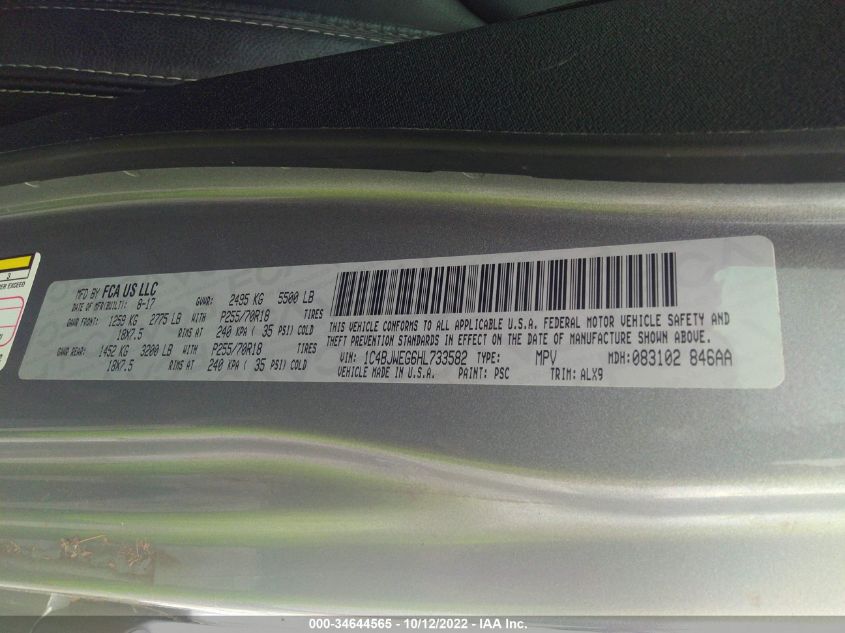 3
ER EXCEED
MFD BY FCA US LLC
DATE OF MFR(BUILT): 8-17 GVWR: 2495 KG 5500 LB
GAWR FRONT: 1259 KG 2775 LB WITH P255/70R18 TIRES
18X7.5 RIMS AT 240 KPA ( 35 PSI) COLD
GAWR REAR: 1452 KG 3200 LB WITH P255/70R18 TIRES
18X7.5 RIMS AT 240 KPA ( 35 PSI) COLD
THIS VEHICLE CONFORMS TO ALL APPLICABLE U.S.A. FEDERAL MOTOR VEHICLE SAFETY AND
THEFT PREVENTION STANDARDS IN EFFECT ON THE DATE OF MANUFACTURE SHOWN ABOVE.
VIN: 1C4BJWEG6HL733582 TYPE: MPV MDH: 083102 846AA
VEHICLE MADE IN U.S.A. PAINT: PSC TRIM: ALX9
000-34644565 - 10/12/2022 - IAA Inc.